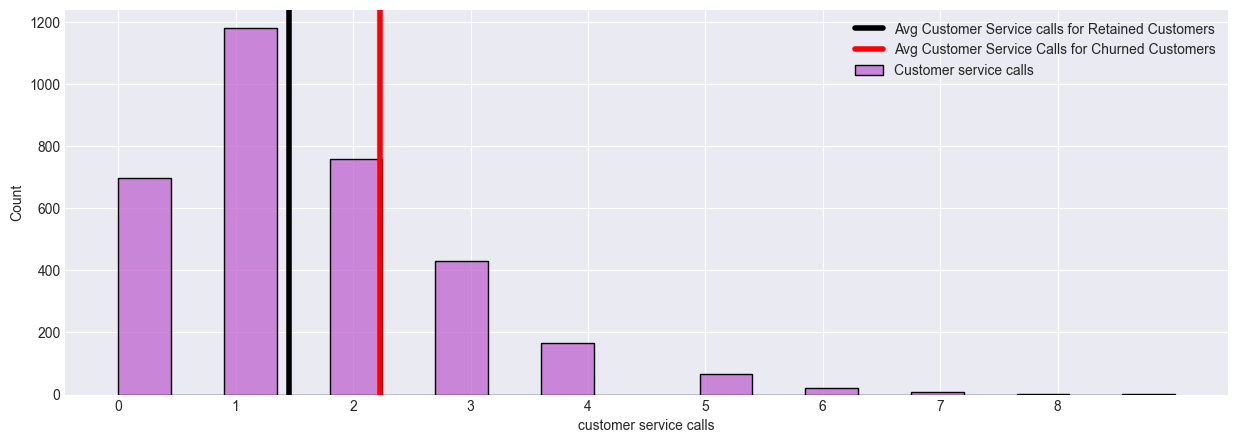 Avg Customer Service calls for Retained Customers
Avg Customer Service Calls for Churned Customers
Customer service calls
1200
1000
800
600
400
200
0
Count
0 1 2 3 4 5 6 7 8
customer service calls